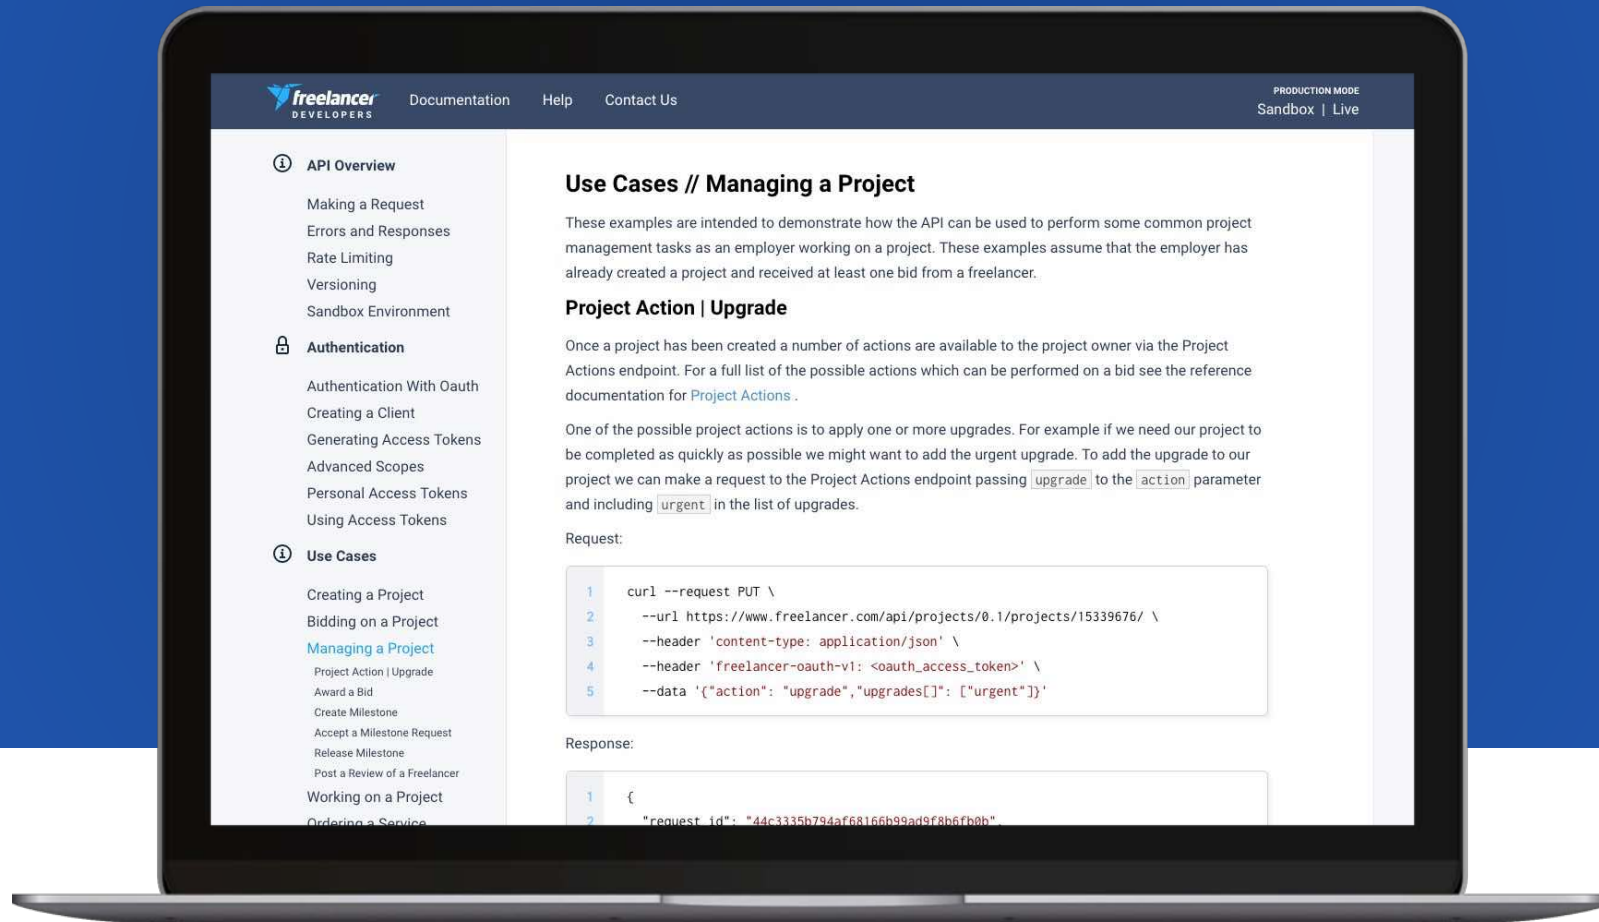 freelancer
DEVELOPERS
Documentation
Help
Contact Us
PRODUCTION MODE
Sandbox | Live
API Overview
Making a Request
Errors and Responses
Rate Limiting
Versioning
Sandbox Environment
Authentication
Authentication With Oauth
Creating a Client
Generating Access Tokens
Advanced Scopes
Personal Access Tokens
Using Access Tokens
Use Cases
Creating a Project
Bidding on a Project
Managing a Project
Project Action | Upgrade
Award a Bid
Create Milestone
Accept a Milestone Request
Release Milestone
Post a Review of a Freelancer
Working on a Project
Ordering a Service
Use Cases // Managing a Project
These examples are intended to demonstrate how the API can be used to perform some common project
management tasks as an employer working on a project. These examples assume that the employer has
already created a project and received at least one bid from a freelancer.
Project Action | Upgrade
Once a project has been created a number of actions are available to the project owner via the Project
Actions endpoint. For a full list of the possible actions which can be performed on a bid see the reference
documentation for Project Actions .
One of the possible project actions is to apply one or more upgrades. For example if we need our project to
be completed as quickly as possible we might want to add the urgent upgrade. To add the upgrade to our
project we can make a request to the Project Actions endpoint passing upgrade to the action parameter
and including urgent in the list of upgrades.
Request:
1 curl --request PUT \
2 --url https://www.freelancer.com/api/projects/0.1/projects/15339676/ \
3 --header 'content-type: application/json' \
4 --header 'freelancer-oauth-v1: <oauth_access_token>' \
5 --data '{"action": "upgrade","upgrades[]": ["urgent"]}'
Response:
1 {
2 "request_id": "44c3335b794af68166b99ad9f8b6fb0b",